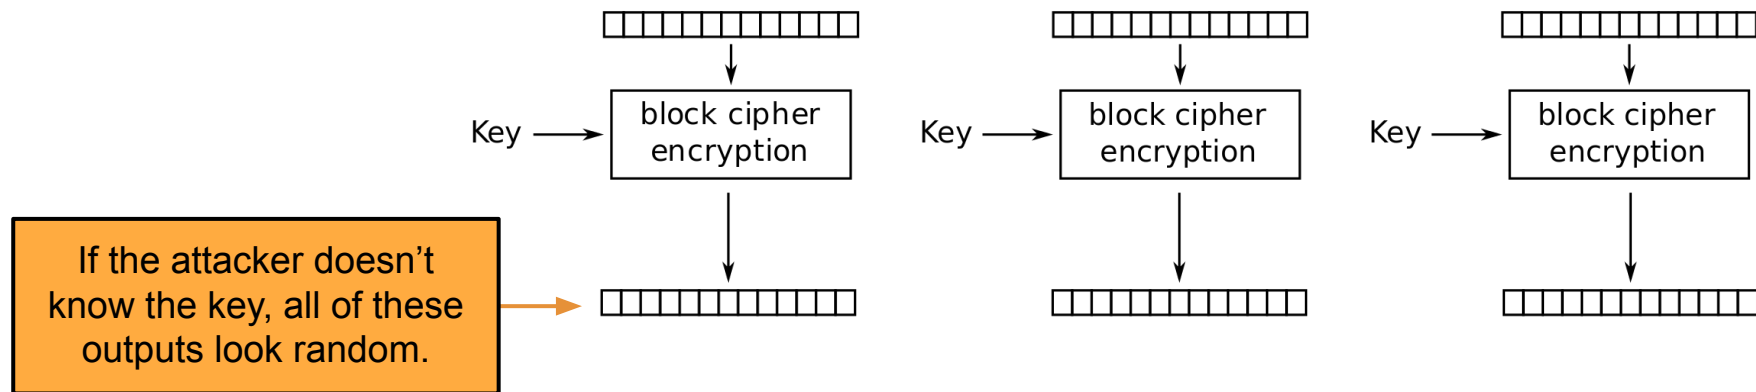 block cipher
encryption
Key
block cipher
encryption
Key
block cipher
encryption
Key
If the attacker doesn’t
know the key, all of these
outputs look random.